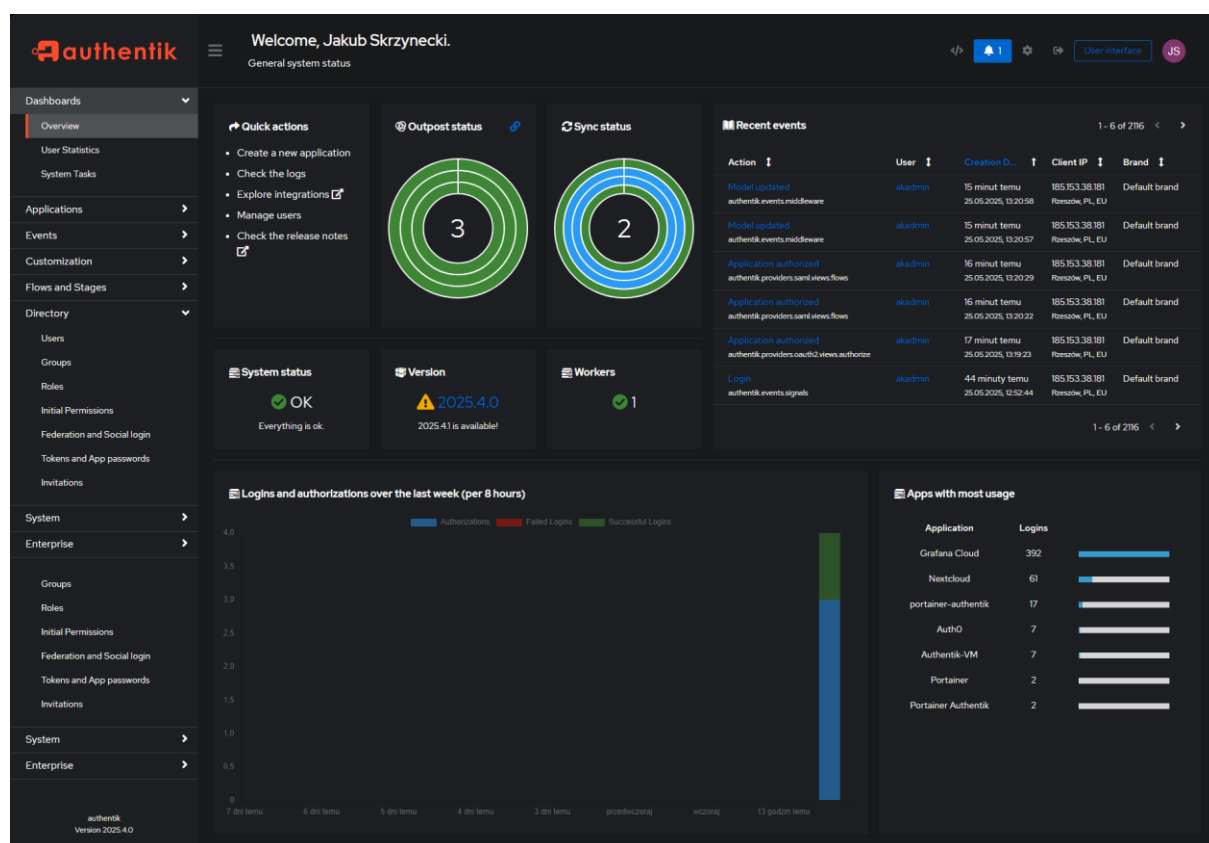 authentik
Welcome, Jakub Skrzynecki.
General system status
</>
1
User interface
JS
Dashboards
Overview
User Statistics
System Tasks
Applications
Events
Customization
Flows and Stages
Directory
Users
Groups
Roles
Initial Permissions
Federation and Social login
Tokens and App passwords
Invitations
System
Enterprise
Groups
Roles
Initial Permissions
Federation and Social login
Tokens and App passwords
Invitations
System
Enterprise
authentik
Version 2025.4.0
Quick actions
• Create a new application
• Check the logs
• Explore integrations
• Manage users
• Check the release notes
Outpost status
3
Sync status
2
Recent events
1 - 6 of 2116
Action User Creation D... Client IP Brand
Model updated akadmin 15 minut temu 185.153.38.181 Default brand
authentik.events.middleware 25.05.2025, 13:20:58 Rzeszów, PL, EU
Model updated akadmin 15 minut temu 185.153.38.181 Default brand
authentik.events.middleware 25.05.2025, 13:20:57 Rzeszów, PL, EU
Application authorized akadmin 16 minut temu 185.153.38.181 Default brand
authentik.providers.saml.views.flows 25.05.2025, 13:20:29 Rzeszów, PL, EU
Application authorized akadmin 16 minut temu 185.153.38.181 Default brand
authentik.providers.saml.views.flows 25.05.2025, 13:20:22 Rzeszów, PL, EU
Application authorized akadmin 17 minut temu 185.153.38.181 Default brand
authentik.providers.oauth2.views.authorize 25.05.2025, 13:19:23 Rzeszów, PL, EU
Login akadmin 44 minuty temu 185.153.38.181 Default brand
authentik.events.signals 25.05.2025, 12:52:44 Rzeszów, PL, EU
1 - 6 of 2116
System status
OK
Everything is ok.
Version
2025.4.0
2025.4.1 is available!
Workers
1
Logins and authorizations over the last week (per 8 hours)
Authorizations Failed Logins Successful Logins
4,0
3,5
3,0
2,5
2,0
1,5
1,0
0,5
0
7 dni temu 6 dni temu 5 dni temu 4 dni temu 3 dni temu przedwczoraj wczoraj 13 godzin temu
Apps with most usage
Application Logins
Grafana Cloud 392
Nextcloud 61
portainer-authentik 17
Auth0 7
Authentik-VM 7
Portainer 2
Portainer Authentik 2